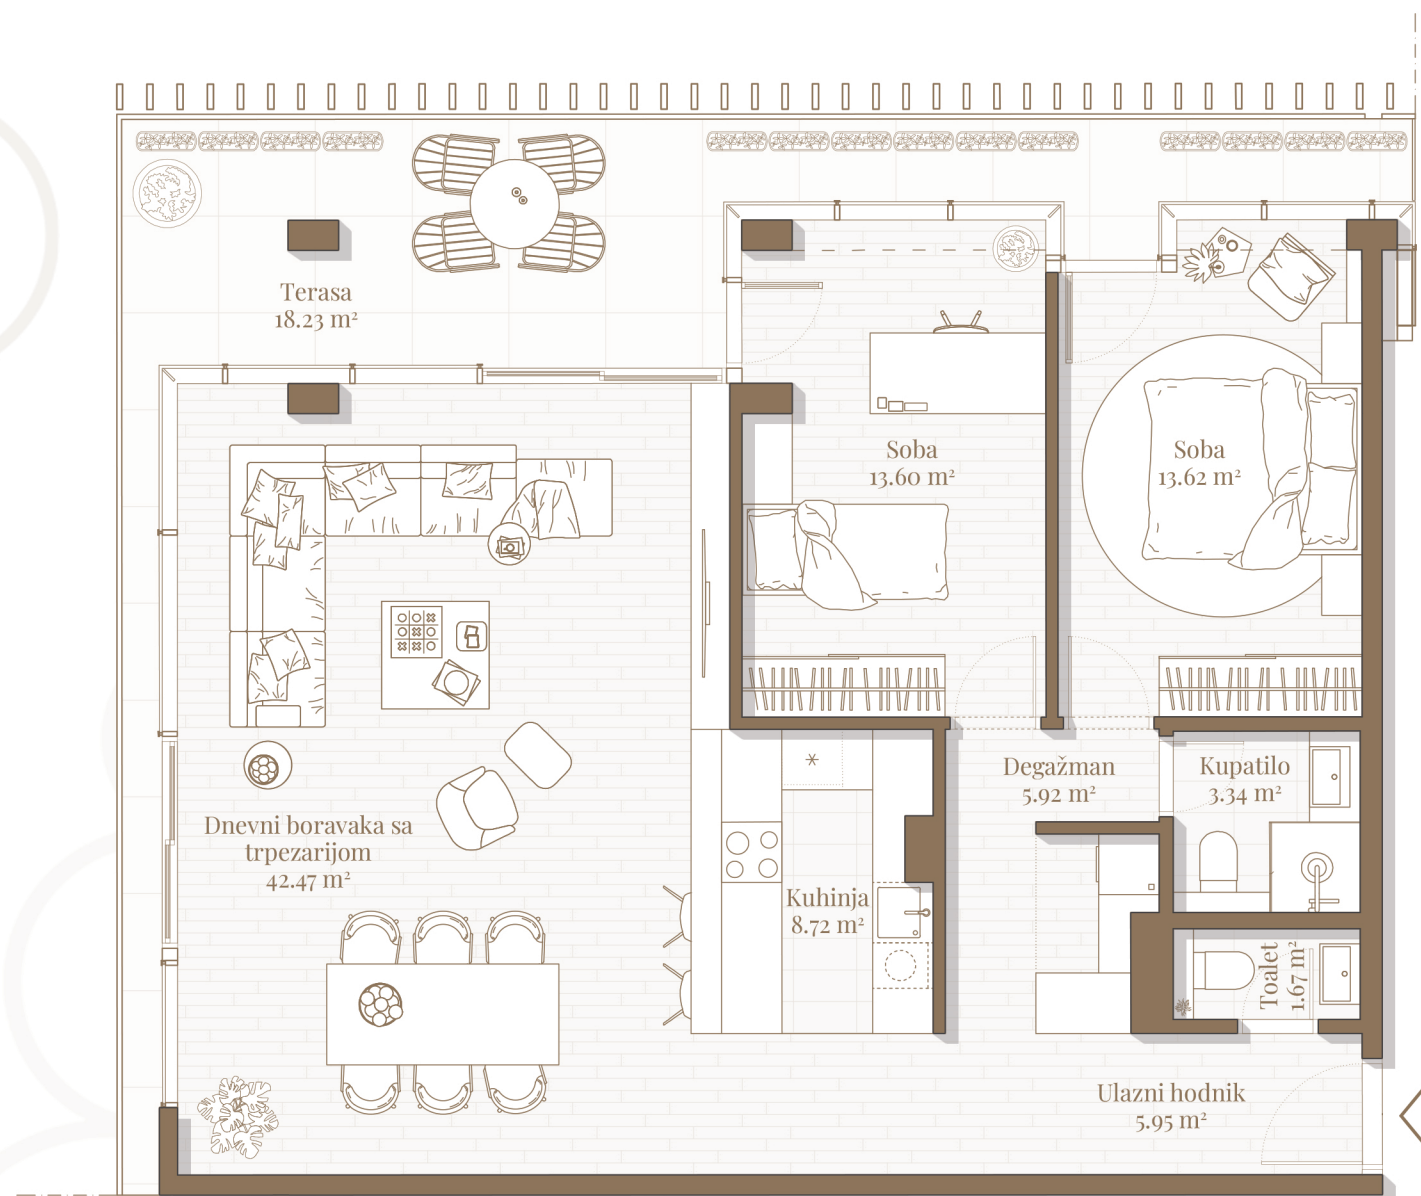 Terasa
18.23 m²
Soba
13.60 m²
Soba
13.62 m²
Degažman
5.92 m²
Kupatilo
3.34 m²
Dnevni boravaka sa
trpezarijom
42.47 m²
Kuhinja
8.72 m²
Toalet
1.67 m²
Ulazni hodnik
5.95 m²